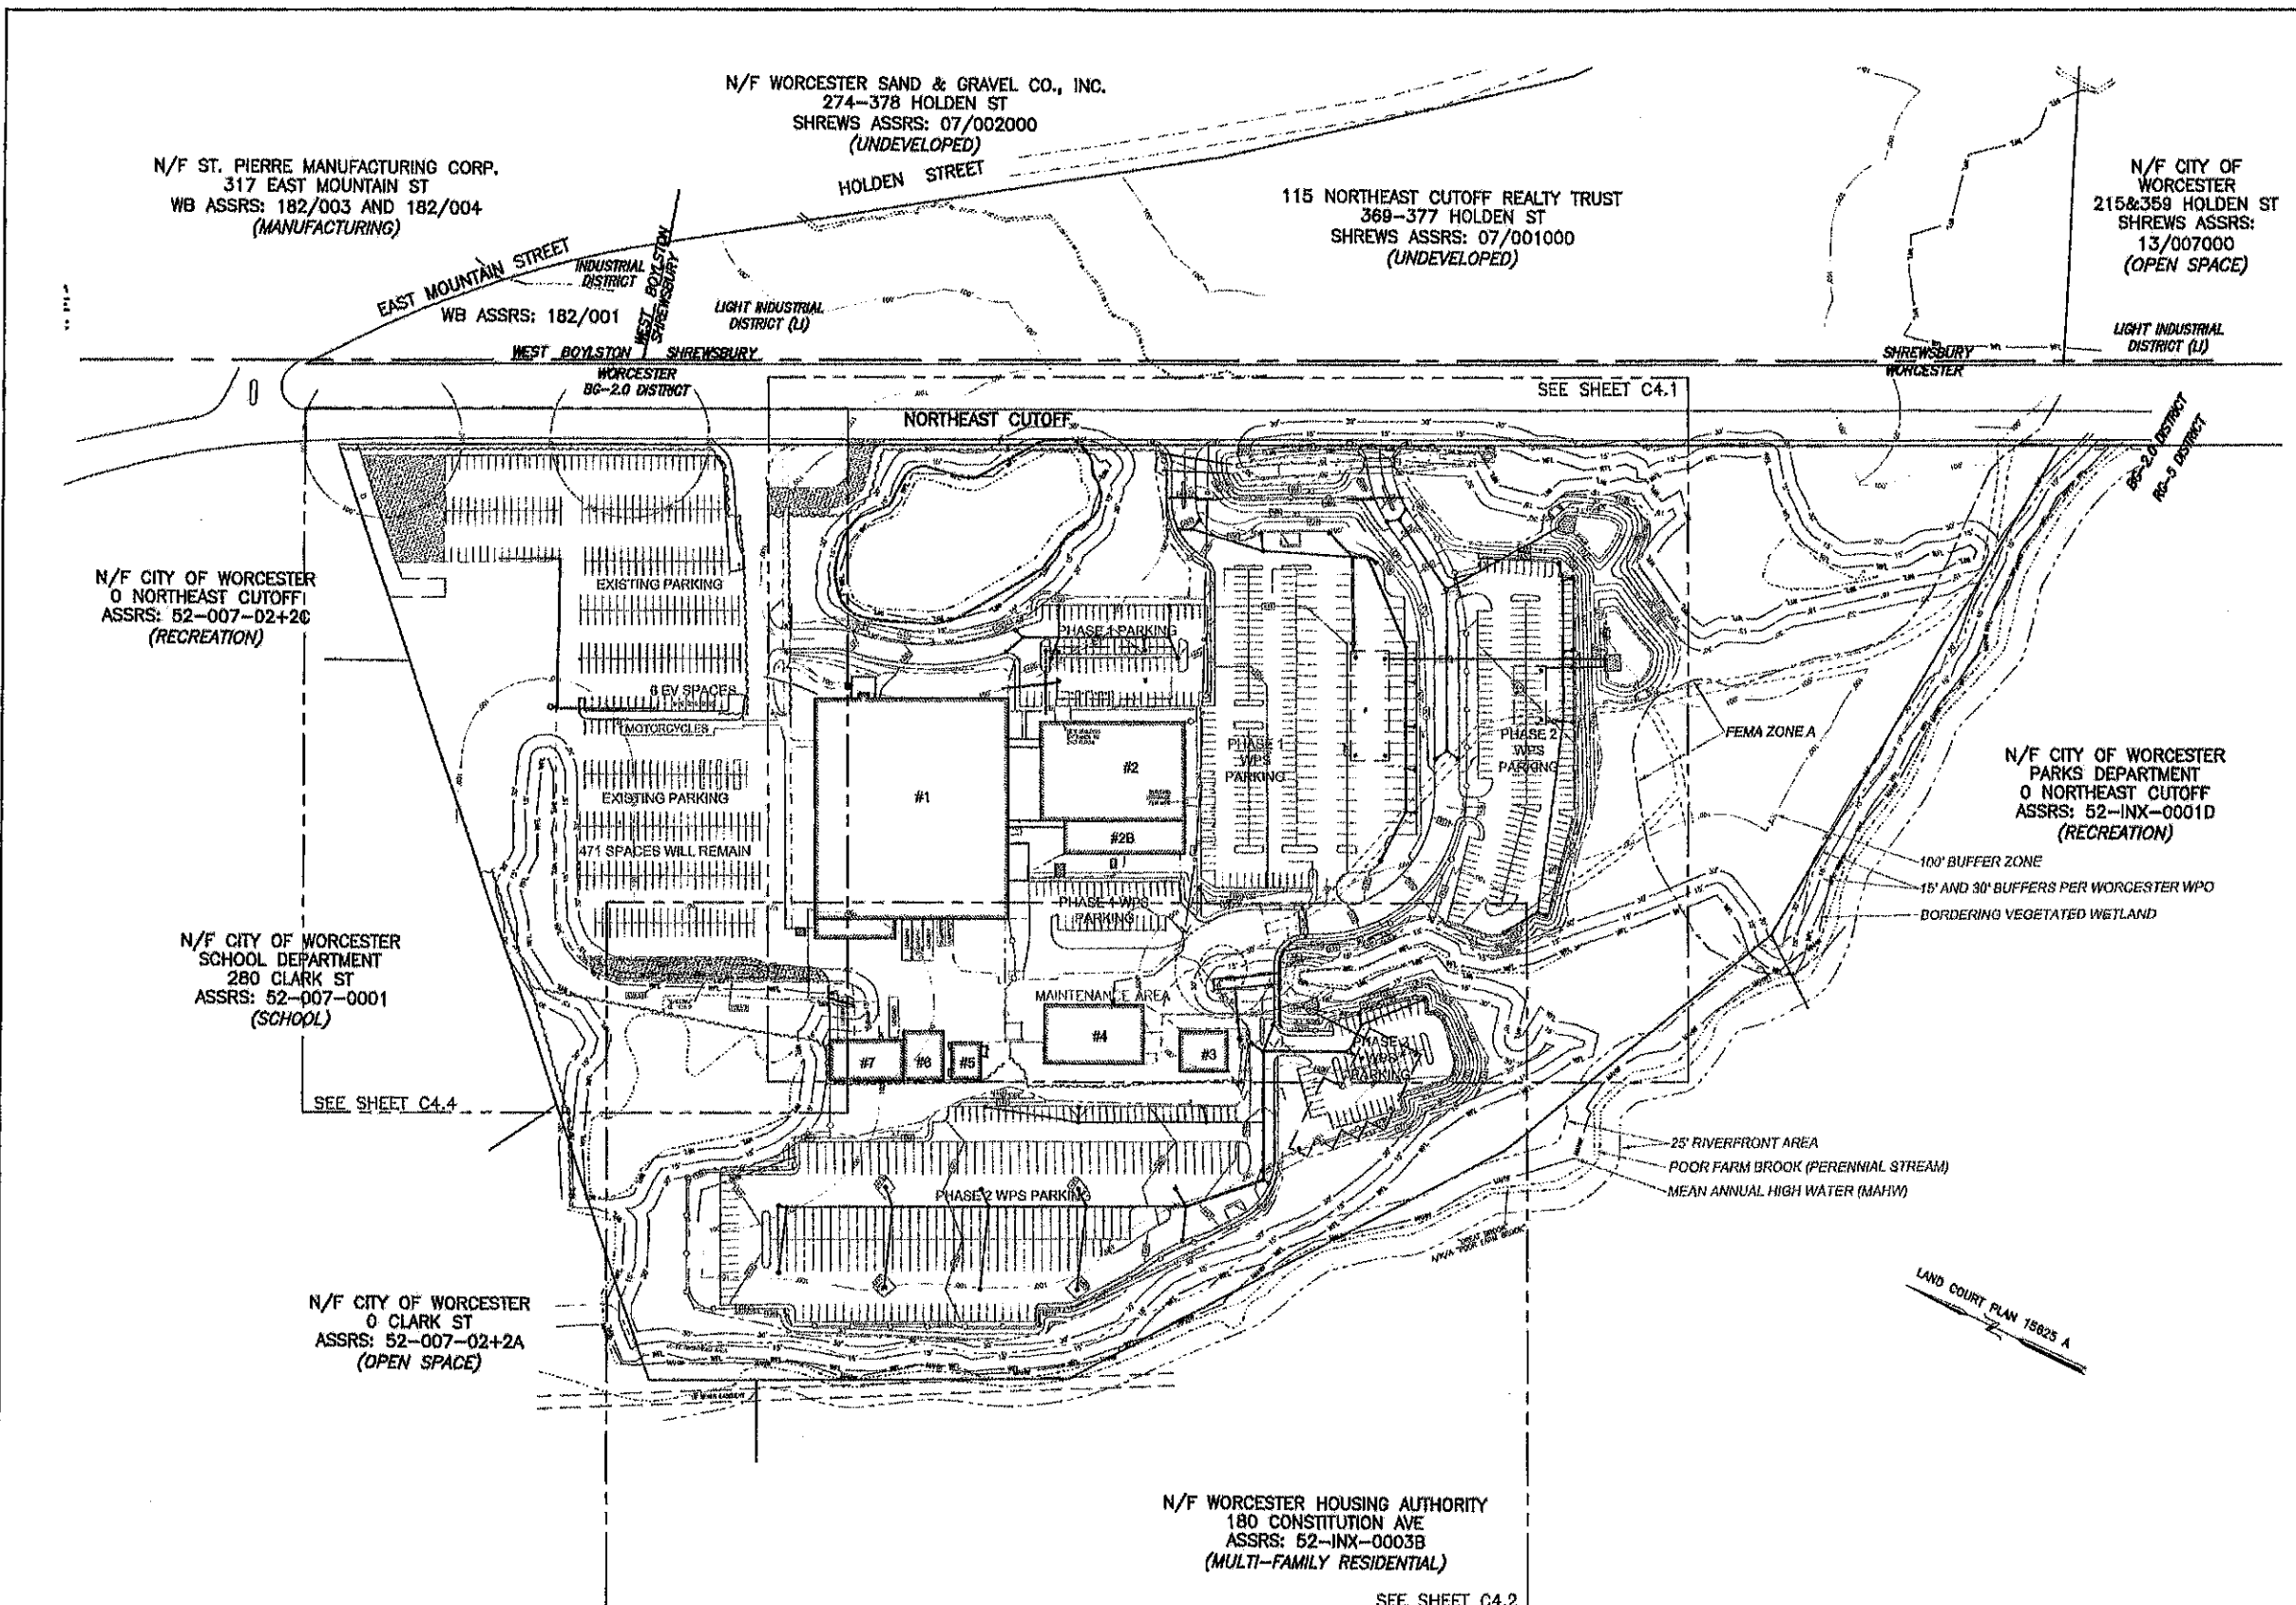 N/F WORCESTER SAND & GRAVEL CO., INC.
274-378 HOLDEN ST
SHREWS ASSRS: 07/002000
(UNDEVELOPED)
N/F ST. PIERRE MANUFACTURING CORP.
317 EAST MOUNTAIN ST
WB ASSRS: 182/003 AND 182/004
(MANUFACTURING)
HOLDEN STREET
115 NORTHEAST CUTOFF REALTY TRUST
369-377 HOLDEN ST
SHREWS ASSRS: 07/001000
(UNDEVELOPED)
N/F CITY OF
WORCESTER
215&359 HOLDEN ST
SHREWS ASSRS:
13/007000
(OPEN SPACE)
EAST MOUNTAIN STREET
INDUSTRIAL
DISTRICT
WEST BOYLSTON
SHREWSBURY
WB ASSRS: 182/001
LIGHT INDUSTRIAL
DISTRICT (LI)
LIGHT INDUSTRIAL
DISTRICT (LI)
WEST BOYLSTON SHREWSBURY
WORCESTER
BG-2.0 DISTRICT
SHREWSBURY
WORCESTER
SEE SHEET C4.1
NORTHEAST CUTOFF
BG-2.0 DISTRICT
RG-5 DISTRICT
N/F CITY OF WORCESTER
0 NORTHEAST CUTOFF
ASSRS: 52-007-02+2C
(RECREATION)
EXISTING PARKING
PHASE 1 PARKING
8 EV SPACES
MOTORCYCLES
EXISTING PARKING
471 SPACES WILL REMAIN
#1
#2
#2B
PHASE 1
WPS
PARKING
PHASE 2
WPS
PARKING
FEMA ZONE A
N/F CITY OF WORCESTER
PARKS DEPARTMENT
0 NORTHEAST CUTOFF
ASSRS: 52-INX-0001D
(RECREATION)
100' BUFFER ZONE
15' AND 30' BUFFERS PER WORCESTER WPO
BORDERING VEGETATED WETLAND
PHASE 1 WPS
PARKING
N/F CITY OF WORCESTER
SCHOOL DEPARTMENT
280 CLARK ST
ASSRS: 52-007-0001
(SCHOOL)
MAINTENANCE AREA
#4
#3
#7
#6
#5
PHASE 2
WPS
PARKING
SEE SHEET C4.4
25' RIVERFRONT AREA
POOR FARM BROOK (PERENNIAL STREAM)
MEAN ANNUAL HIGH WATER (MAHW)
PHASE 2 WPS PARKING
GREAT BROOK
A/K/A "POOR FARM BROOK"
LAND COURT PLAN 15825 A
N/F CITY OF WORCESTER
0 CLARK ST
ASSRS: 52-007-02+2A
(OPEN SPACE)
N/F WORCESTER HOUSING AUTHORITY
180 CONSTITUTION AVE
ASSRS: 52-INX-0003B
(MULTI-FAMILY RESIDENTIAL)
SEE SHEET C4.2